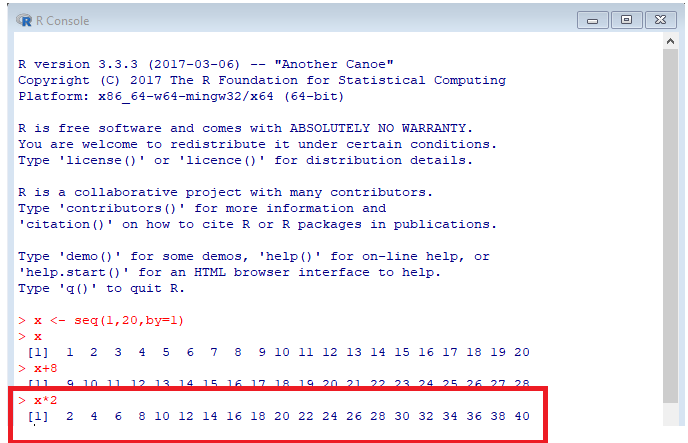 R Console
R version 3.3.3 (2017-03-06) -- "Another Canoe"
Copyright (C) 2017 The R Foundation for Statistical Computing
Platform: x86_64-w64-mingw32/x64 (64-bit)
R is free software and comes with ABSOLUTELY NO WARRANTY.
You are welcome to redistribute it under certain conditions.
Type 'license()' or 'licence()' for distribution details.
R is a collaborative project with many contributors.
Type 'contributors()' for more information and
'citation()' on how to cite R or R packages in publications.
Type 'demo()' for some demos, 'help()' for on-line help, or
'help.start()' for an HTML browser interface to help.
Type 'q()' to quit R.
> x <- seq(1,20,by=1)
> x
[1] 1 2 3 4 5 6 7 8 9 10 11 12 13 14 15 16 17 18 19 20
> x+8
[1] 9 10 11 12 13 14 15 16 17 18 19 20 21 22 23 24 25 26 27 28
> x*2
[1] 2 4 6 8 10 12 14 16 18 20 22 24 26 28 30 32 34 36 38 40